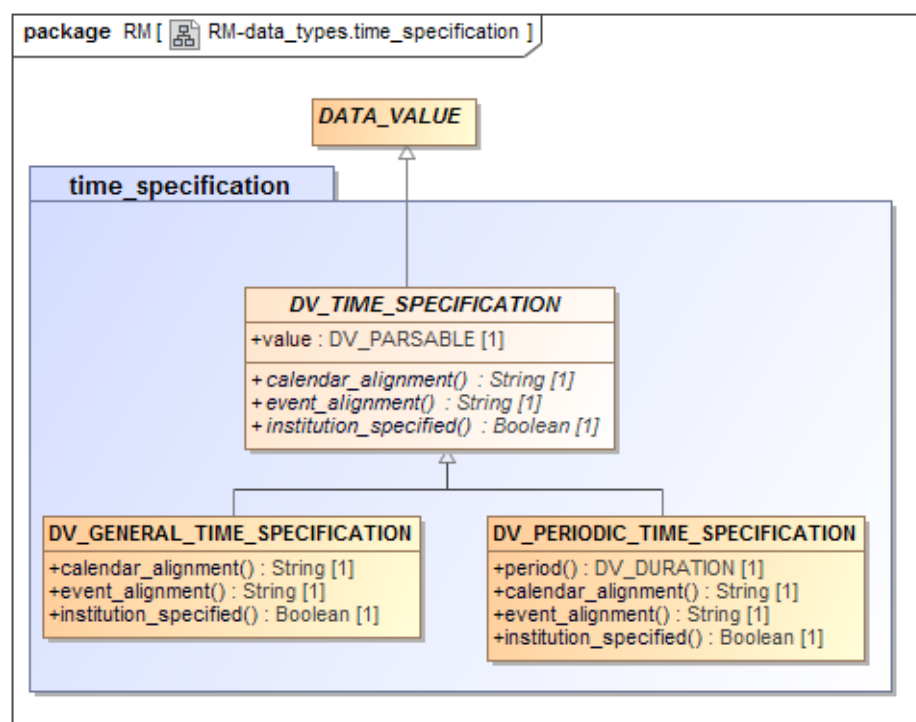 package RM [ RM-data_types.time_specification ]
DATA_VALUE
time_specification
DV_TIME_SPECIFICATION
+value : DV_PARSABLE [1]
+calendar_alignment() : String [1]
+event_alignment() : String [1]
+institution_specified() : Boolean [1]
DV_GENERAL_TIME_SPECIFICATION
+calendar_alignment() : String [1]
+event_alignment() : String [1]
+institution_specified() : Boolean [1]
DV_PERIODIC_TIME_SPECIFICATION
+period() : DV_DURATION [1]
+calendar_alignment() : String [1]
+event_alignment() : String [1]
+institution_specified() : Boolean [1]